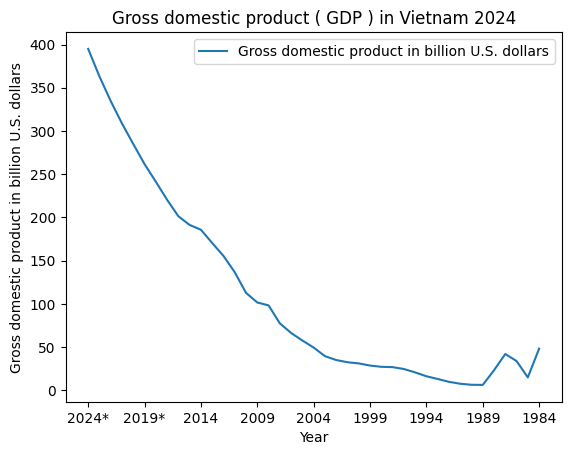 Gross domestic product ( GDP ) in Vietnam 2024
Gross domestic product in billion U.S. dollars
Gross domestic product in billion U.S. dollars
400
350
300
250
200
150
100
50
0
2024* 2019* 2014 2009 2004 1999 1994 1989 1984
Year